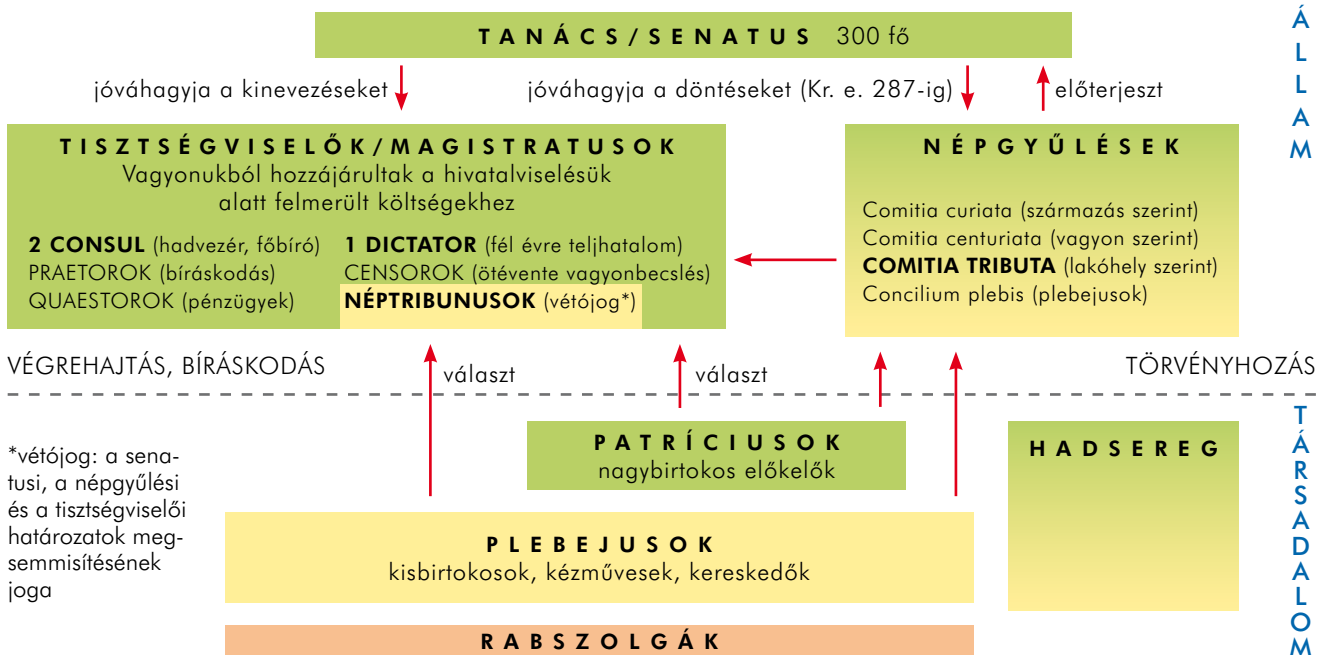 TANÁCS/SENATUS 300 fő
jóváhagyja a kinevezéseket
jóváhagyja a döntéseket (Kr. e. 287-ig)
előterjeszt
ÁLLAM
TISZTSÉGVISELŐK/MAGISTRATUSOK
Vagyonukból hozzájárultak a hivatalviselésük
alatt felmerült költségekhez
2 CONSUL (hadvezér, főbíró)
PRAETOROK (bíráskodás)
QUAESTOROK (pénzügyek)
1 DICTATOR (fél évre teljhatalom)
CENSOROK (ötévente vagyonbecslés)
NÉPTRIBUNUSOK (vétójog*)
NÉPGYŰLÉSEK
Comitia curiata (származás szerint)
Comitia centuriata (vagyon szerint)
COMITIA TRIBUTA (lakóhely szerint)
Concilium plebis (plebejusok)
VÉGREHAJTÁS, BÍRÁSKODÁS
választ
választ
TÖRVÉNYHOZÁS
*vétójog: a sena-
tusi, a népgyűlési
és a tisztségviselői
határozatok meg-
semmisítésének
joga
PATRÍCIUSOK
nagybirtokos előkelők
HADSEREG
TÁRSADALOM
PLEBEJUSOK
kisbirtokosok, kézművesek, kereskedők
RABSZOLGÁK